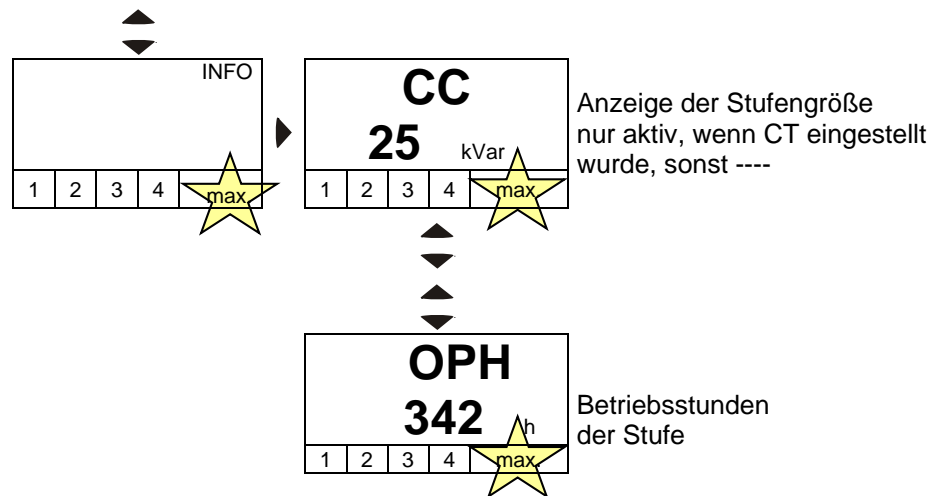 INFO
1 2 3 4 max.
CC
25 kVar
1 2 3 4 max.
Anzeige der Stufengröße
nur aktiv, wenn CT eingestellt
wurde, sonst ----
OPH
342 h
1 2 3 4 max.
Betriebsstunden
der Stufe